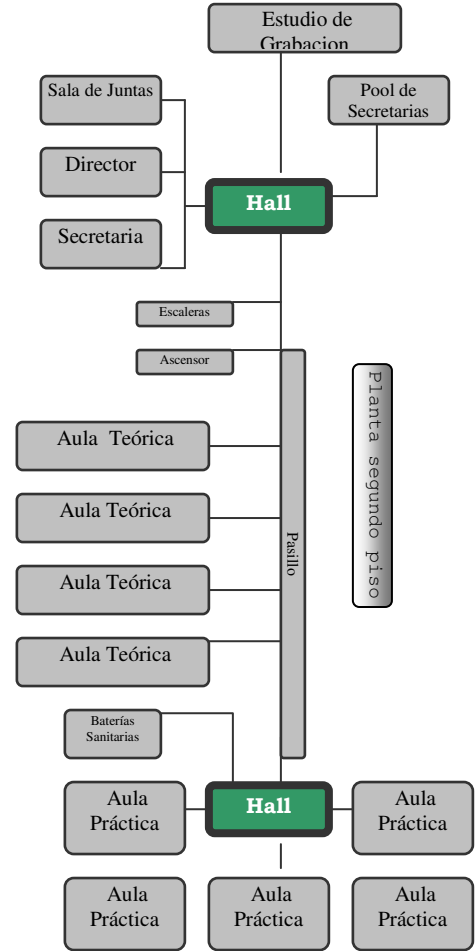 Estudio de
Grabacion
Sala de Juntas
Pool de
Secretarias
Director
Hall
Secretaria
Escaleras
Ascensor
Planta segundo piso
Aula Teórica
Aula Teórica
Pasillo
Aula Teórica
Aula Teórica
Baterías
Sanitarias
Aula
Práctica
Hall
Aula
Práctica
Aula
Práctica
Aula
Práctica
Aula
Práctica